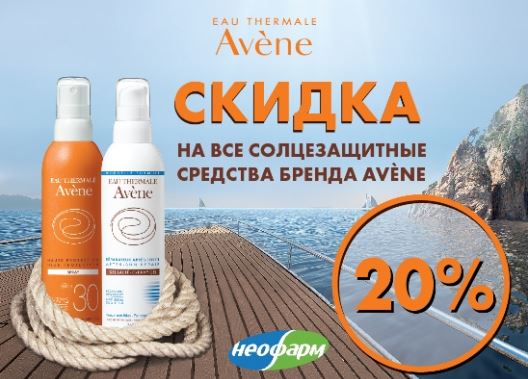 EAU THERMALE
Avène
СКИДКА
НА ВСЕ СОЛЦЕЗАЩИТНЫЕ
СРЕДСТВА БРЕНДА AVÈNE
20%
EAU THERMALE
Avène
SPRAY
30
EAU THERMALE
Avène
неофарм